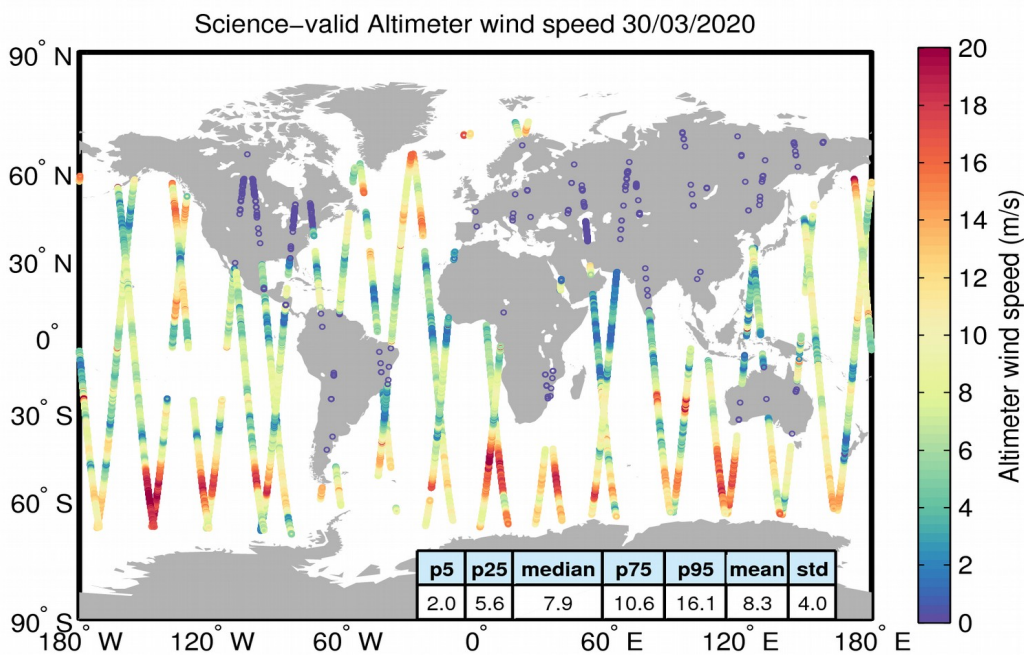 Science−valid Altimeter wind speed 30/03/2020
90° N
60° N
30° N
0°
30° S
60° S
90° S
180° W
120° W
60° W
0°
60° E
120° E
180° E
p5 p25 median p75 p95 mean std
2.0 5.6 7.9 10.6 16.1 8.3 4.0
20
18
16
14
12
10
8
6
4
2
0
Altimeter wind speed (m/s)